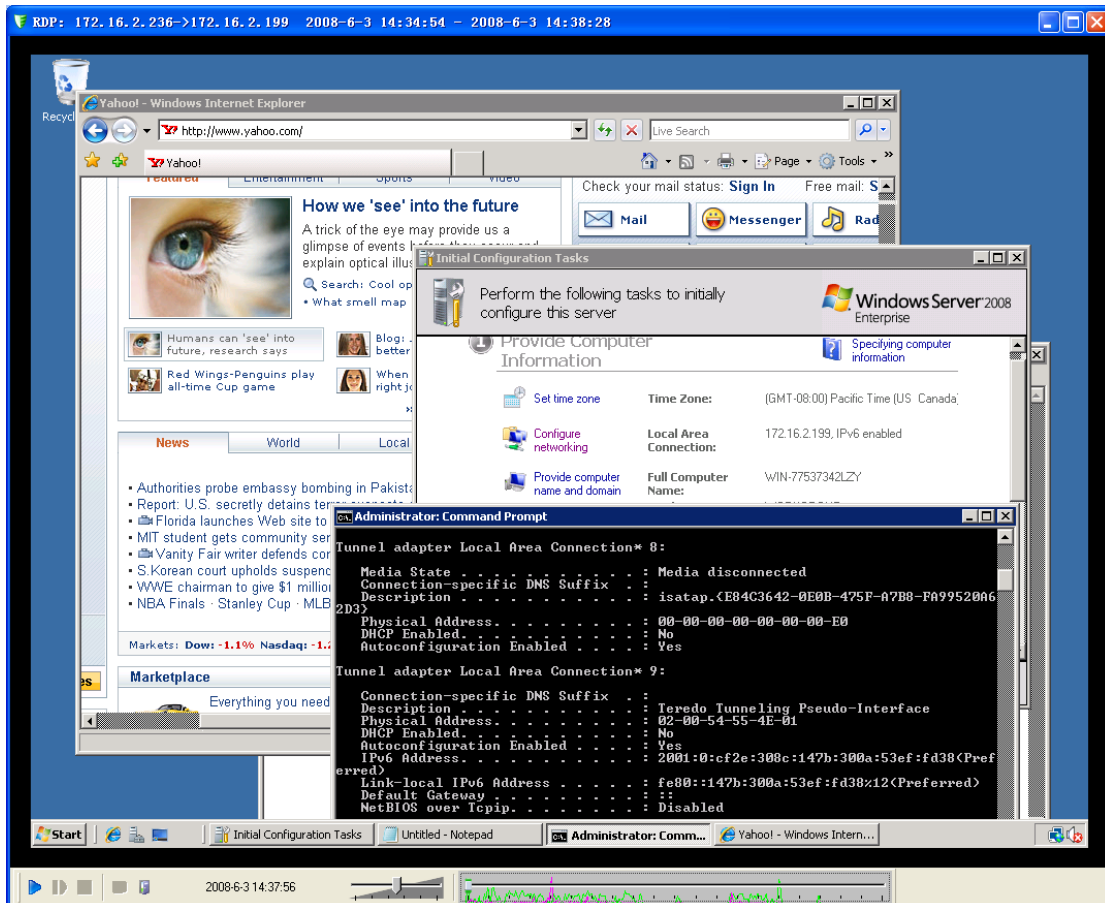 RDP: 172.16.2.236->172.16.2.199 2008-6-3 14:34:54 - 2008-6-3 14:38:28
Yahoo! - Windows Internet Explorer
http://www.yahoo.com/
Live Search
Yahoo!
Page
Tools
Featured Entertainment Sports Video
How we 'see' into the future
A trick of the eye may provide us a
glimpse of events before they occur and
explain optical illus
Search: Cool op
• What smell map
Humans can 'see' into
future, research says
Red Wings-Penguins play
all-time Cup game
Blog:
better
When
right jo
Check your mail status: Sign In Free mail: S
Mail
Messenger
Rad
News World Local
• Authorities probe embassy bombing in Pakista
• Report: U.S. secretly detains terror suspects
• Florida launches Web site to
• MIT student gets community ser
• Vanity Fair writer defends cor
• S.Korean court upholds suspend
• WWE chairman to give $1 million
• NBA Finals · Stanley Cup · MLB
Markets: Dow: -1.1% Nasdaq: -1.2
Marketplace
Everything you need
es
Initial Configuration Tasks
Perform the following tasks to initially
configure this server
Windows Server 2008
Enterprise
1 Provide Computer
Information
Specifying computer
information
Set time zone Time Zone: (GMT-08:00) Pacific Time (US Canada)
Configure
networking
Local Area
Connection:
172.16.2.199, IPv6 enabled
Provide computer
name and domain
Full Computer
Name:
WIN-77537342LZY
Administrator: Command Prompt
Tunnel adapter Local Area Connection* 8:
Media State . . . . . . . . . . . : Media disconnected
Connection-specific DNS Suffix . :
Description . . . . . . . . . . . : isatap.{E84C3642-0E0B-475F-A7B8-FA99520A6
2D3}
Physical Address. . . . . . . . . : 00-00-00-00-00-00-00-E0
DHCP Enabled. . . . . . . . . . . : No
Autoconfiguration Enabled . . . . : Yes
Tunnel adapter Local Area Connection* 9:
Connection-specific DNS Suffix . :
Description . . . . . . . . . . . : Teredo Tunneling Pseudo-Interface
Physical Address. . . . . . . . . : 02-00-54-55-4E-01
DHCP Enabled. . . . . . . . . . . : No
Autoconfiguration Enabled . . . . : Yes
IPv6 Address. . . . . . . . . . . : 2001:0:cf2e:308c:147b:300a:53ef:fd38(Pref
erred)
Link-local IPv6 Address . . . . . : fe80::147b:300a:53ef:fd38%12(Preferred)
Default Gateway . . . . . . . . . : ::
NetBIOS over Tcpip. . . . . . . . : Disabled
Recyc
Start
Initial Configuration Tasks
Untitled - Notepad
Administrator: Comm...
Yahoo! - Windows Intern...
2008-6-3 14:37:56